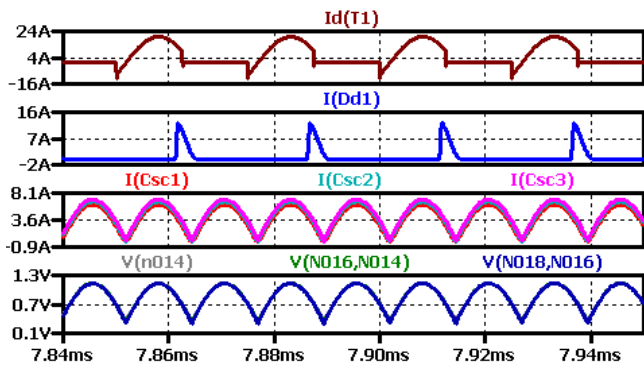 Id(T1)
24A
4A
-16A
I(Dd1)
16A
7A
-2A
I(Csc1) I(Csc2) I(Csc3)
8.1A
3.6A
-0.9A
V(n014) V(N016,N014) V(N018,N016)
1.3V
0.7V
0.1V
7.84ms 7.86ms 7.88ms 7.90ms 7.92ms 7.94ms